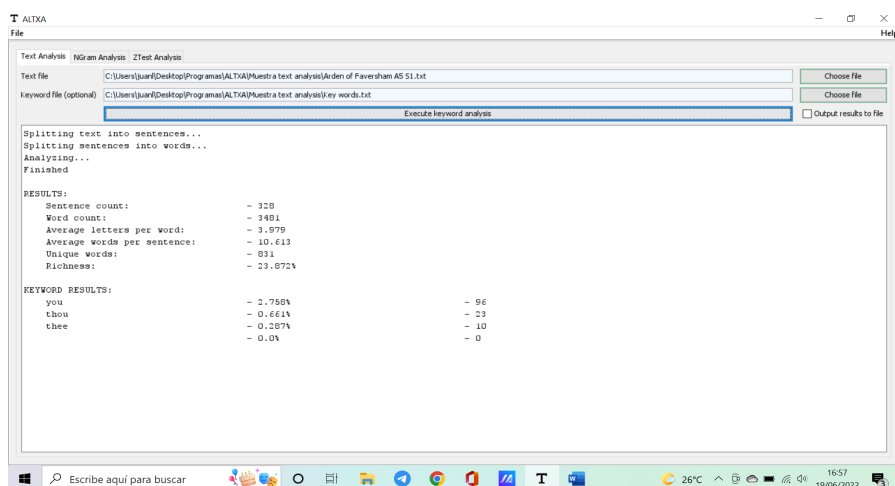 ALTXA
File Help
Text Analysis NGram Analysis ZTest Analysis
Text file C:\Users\juanl\Desktop\Programas\ALTXA\Muestra text analysis\Arden of Faversham A5 S1.txt Choose file
Keyword file (optional) C:\Users\juanl\Desktop\Programas\ALTXA\Muestra text analysis\Key words.txt Choose file
Execute keyword analysis Output results to file
Splitting text into sentences...
Splitting sentences into words...
Analyzing...
Finished
RESULTS:
Sentence count: - 328
Word count: - 3481
Average letters per word: - 3.979
Average words per sentence: - 10.613
Unique words: - 831
Richness: - 23.872%
KEYWORD RESULTS:
you - 2.758% - 96
thou - 0.661% - 23
thee - 0.287% - 10
- 0.0% - 0
Escribe aquí para buscar 26°C 16:57
19/06/2022